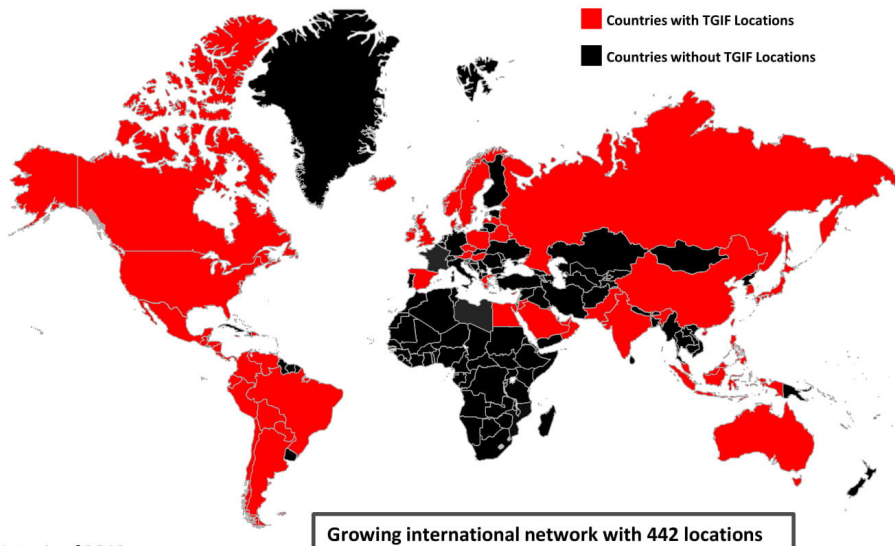 Countries with TGIF Locations
Countries without TGIF Locations
Growing international network with 442 locations